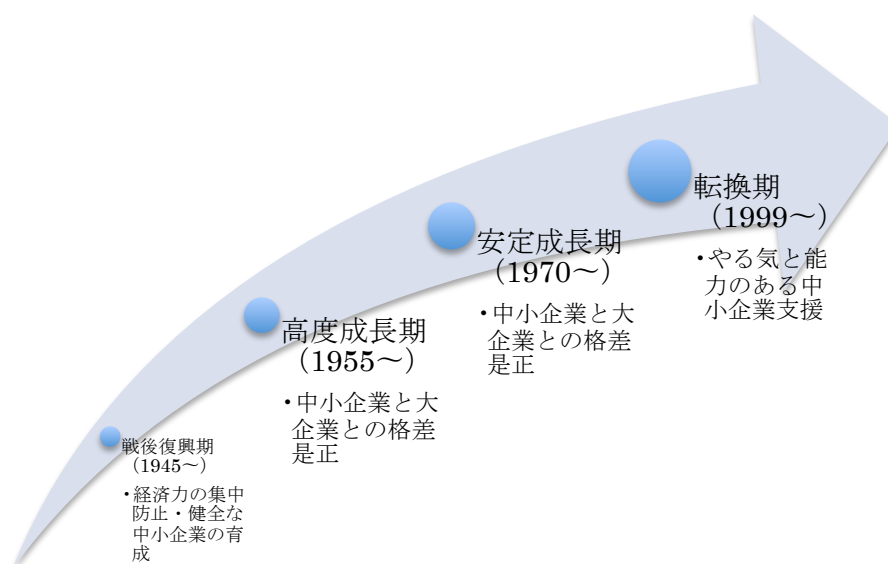 戦後復興期
（1945～）
・経済力の集中
防止・健全な
中小企業の育
成
高度成長期
（1955～）
・中小企業と大
企業との格差
是正
安定成長期
（1970～）
・中小企業と大
企業との格差
是正
転換期
（1999～）
・やる気と能
力のある中
小企業支援